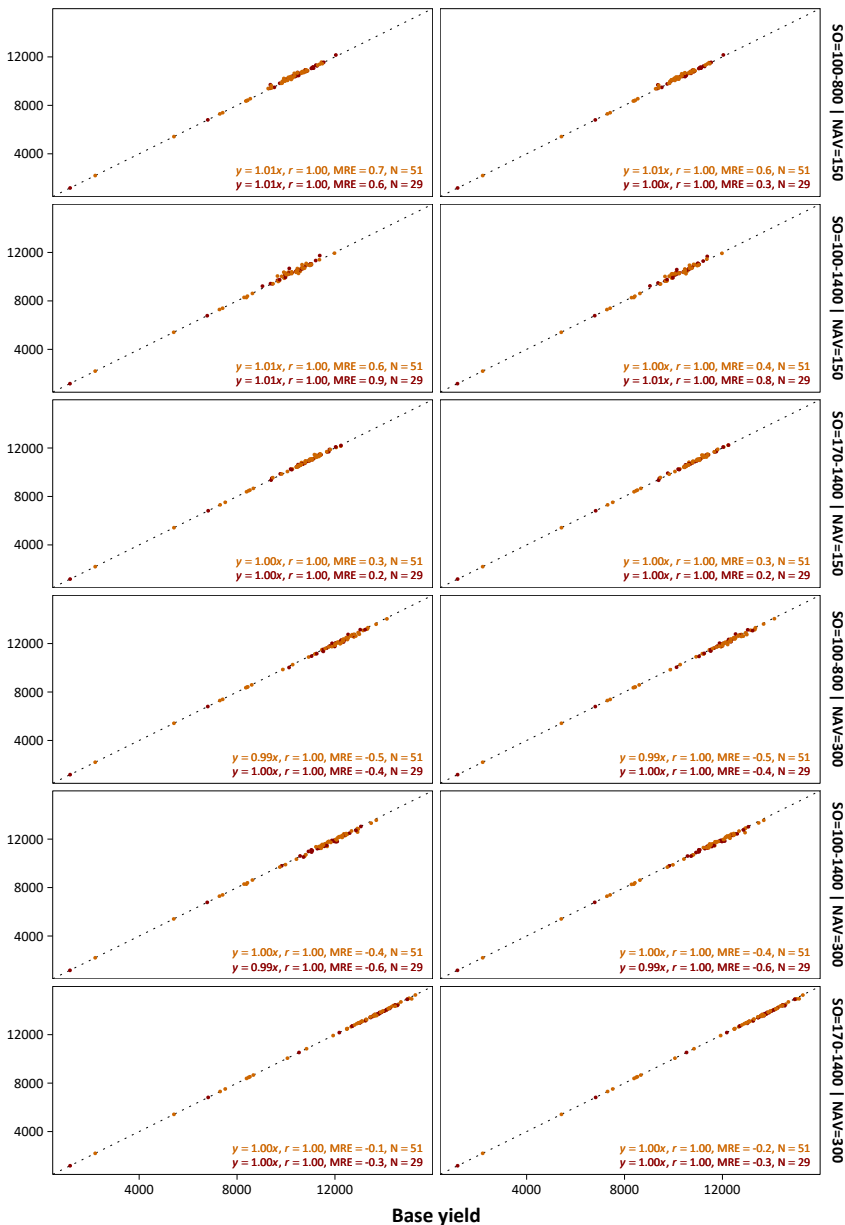 12000
8000
4000
y = 1.01x, r = 1.00, MRE = 0.7, N = 51
y = 1.01x, r = 1.00, MRE = 0.6, N = 29
y = 1.01x, r = 1.00, MRE = 0.6, N = 51
y = 1.00x, r = 1.00, MRE = 0.3, N = 29
SO=100-800 | NAV=150
12000
8000
4000
y = 1.01x, r = 1.00, MRE = 0.6, N = 51
y = 1.01x, r = 1.00, MRE = 0.9, N = 29
y = 1.00x, r = 1.00, MRE = 0.4, N = 51
y = 1.01x, r = 1.00, MRE = 0.8, N = 29
SO=100-1400 | NAV=150
12000
8000
4000
y = 1.00x, r = 1.00, MRE = 0.3, N = 51
y = 1.00x, r = 1.00, MRE = 0.2, N = 29
y = 1.00x, r = 1.00, MRE = 0.3, N = 51
y = 1.00x, r = 1.00, MRE = 0.2, N = 29
SO=170-1400 | NAV=150
12000
8000
4000
y = 0.99x, r = 1.00, MRE = -0.5, N = 51
y = 1.00x, r = 1.00, MRE = -0.4, N = 29
y = 0.99x, r = 1.00, MRE = -0.5, N = 51
y = 1.00x, r = 1.00, MRE = -0.4, N = 29
SO=100-800 | NAV=300
12000
8000
4000
y = 1.00x, r = 1.00, MRE = -0.4, N = 51
y = 0.99x, r = 1.00, MRE = -0.6, N = 29
y = 1.00x, r = 1.00, MRE = -0.4, N = 51
y = 0.99x, r = 1.00, MRE = -0.6, N = 29
SO=100-1400 | NAV=300
12000
8000
4000
y = 1.00x, r = 1.00, MRE = -0.1, N = 51
y = 1.00x, r = 1.00, MRE = -0.3, N = 29
y = 1.00x, r = 1.00, MRE = -0.2, N = 51
y = 1.00x, r = 1.00, MRE = -0.3, N = 29
SO=170-1400 | NAV=300
4000 8000 12000 4000 8000 12000
Base yield